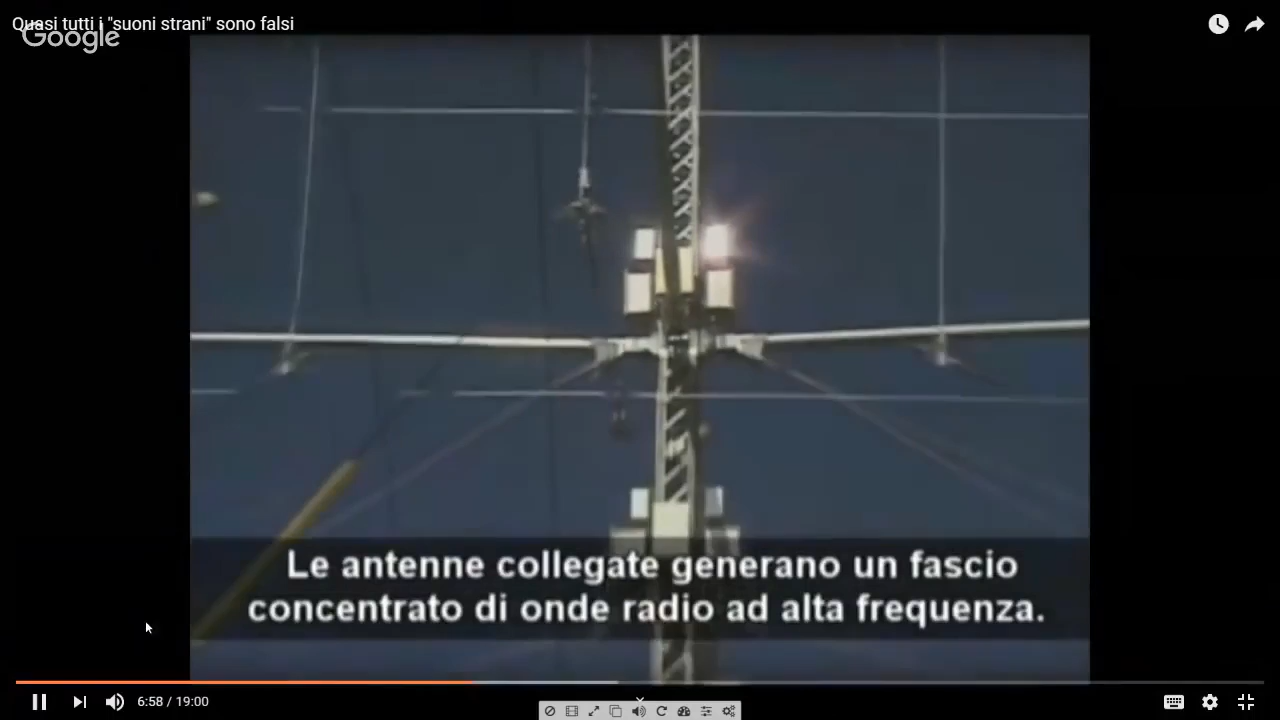 Quasi tutti i "suoni strani" sono falsi
Google
Le antenne collegate generano un fascio
concentrato di onde radio ad alta frequenza.
6:58 / 19:00